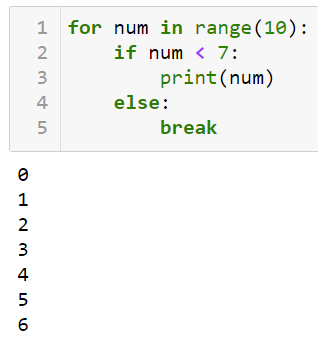 1 for num in range(10):
2     if num < 7:
3         print(num)
4     else:
5         break
0
1
2
3
4
5
6